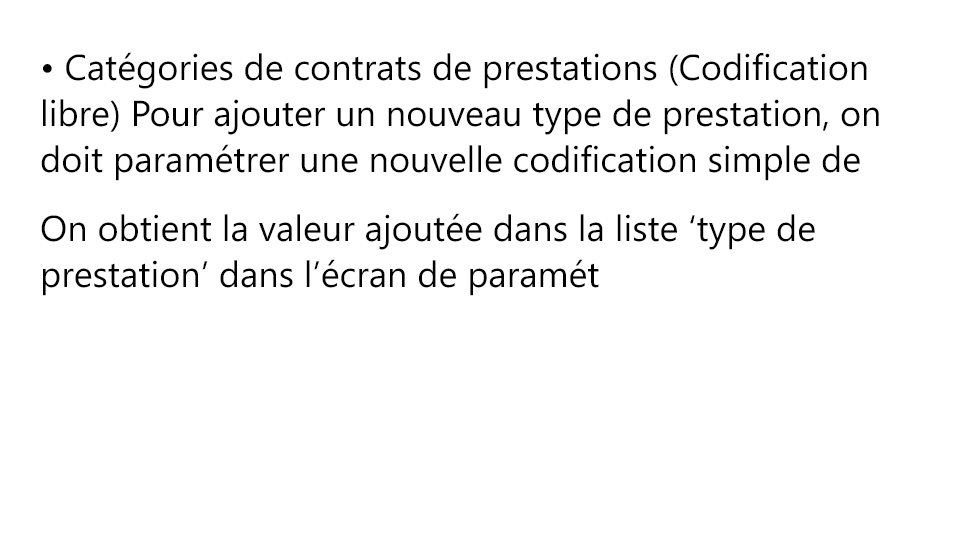 • Catégories de contrats de prestations (Codification
libre) Pour ajouter un nouveau type de prestation, on
doit paramétrer une nouvelle codification simple de
On obtient la valeur ajoutée dans la liste ‘type de
prestation’ dans l’écran de paramét